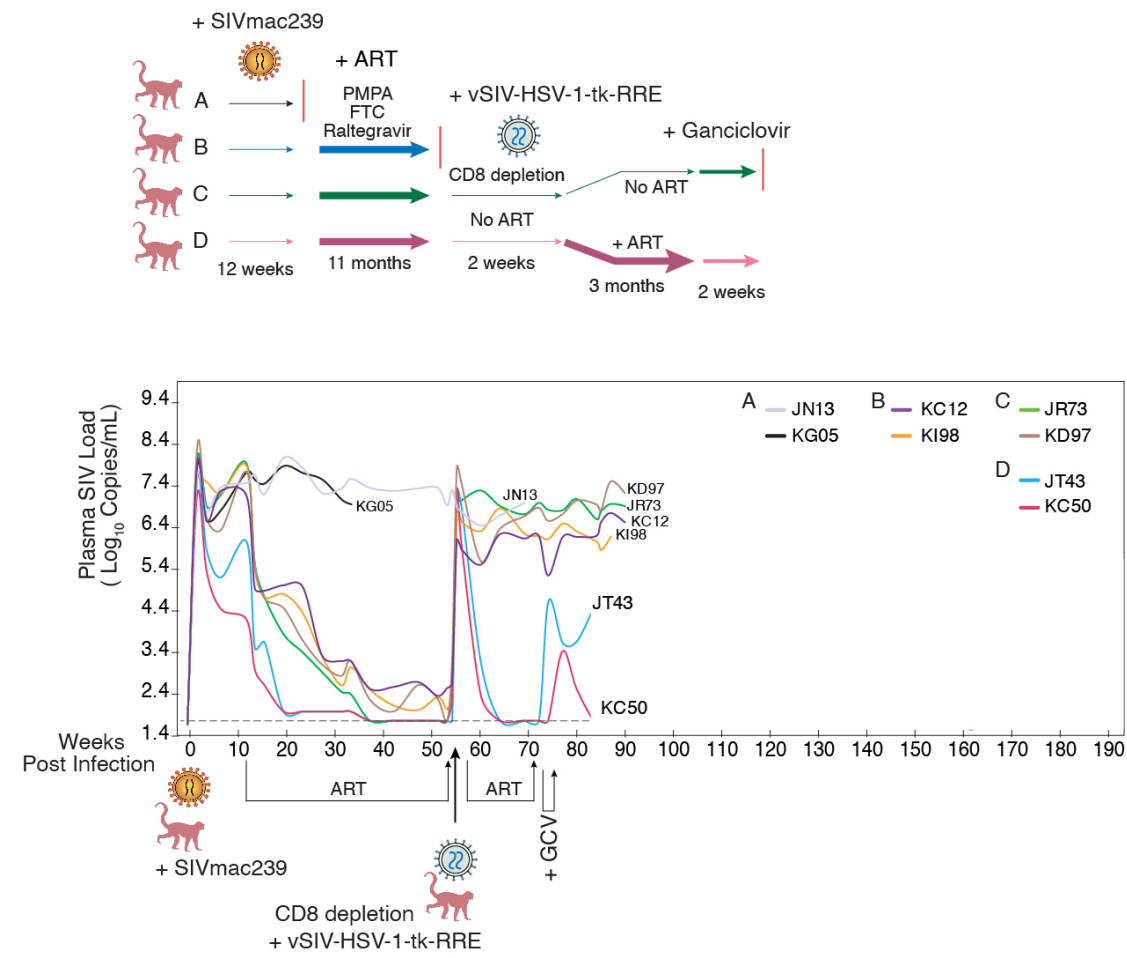 + SIVmac239
+ ART
A
PMPA
FTC
Raltegravir
+ vSIV-HSV-1-tk-RRE
+ Ganciclovir
B
CD8 depletion
C
No ART
No ART
D
+ ART
12 weeks
11 months
2 weeks
3 months
2 weeks
Plasma SIV Load
( Log10 Copies/mL)
9.4
8.4
7.4
6.4
5.4
4.4
3.4
2.4
1.4
A JN13
KG05
B KC12
KI98
C JR73
KD97
D
JT43
KC50
KG05
JN13
KD97
JR73
KC12
KI98
JT43
KC50
Weeks
Post Infection
0 10 20 30 40 50 60 70 80 90 100 110 120 130 140 150 160 170 180 190
ART
ART
+ GCV
+ SIVmac239
CD8 depletion
+ vSIV-HSV-1-tk-RRE